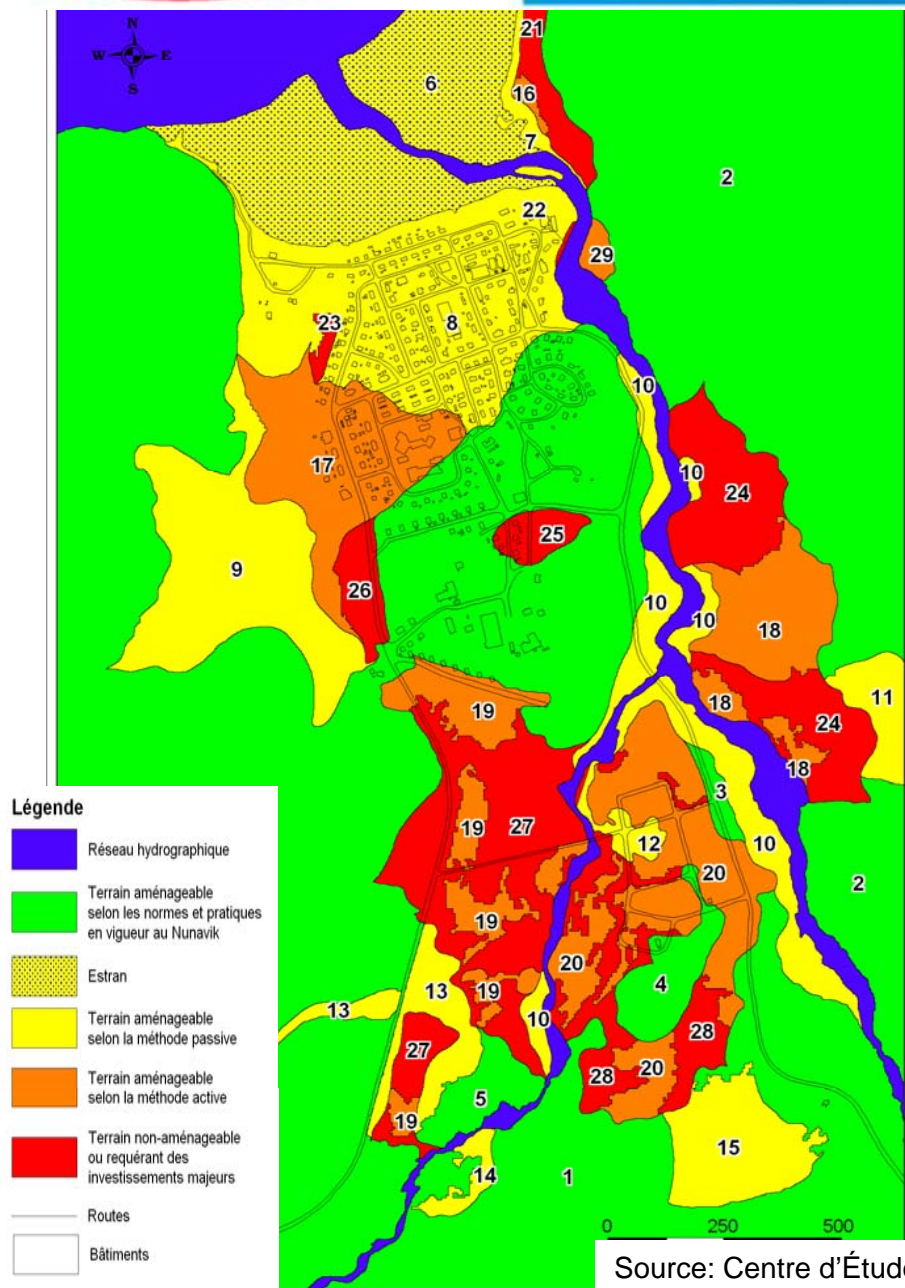 N
W E
S
21
6
16
7
2
22
29
23
8
10
17
10
24
25
9
26
10
10
18
11
18
24
19
18
3
27
19
12
10
20
2
19
20
4
13
19
10
13
28
27
28
20
5
19
15
14
1
Légende
Réseau hydrographique
Terrain aménageable
selon les normes et pratiques
en vigueur au Nunavik
Estran
Terrain aménageable
selon la méthode passive
Terrain aménageable
selon la méthode active
Terrain non-aménageable
ou requérant des
investissements majeurs
Routes
Bâtiments
0 250 500
Source: Centre d'Étude